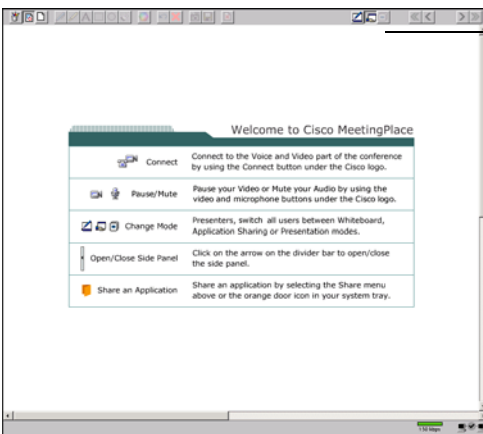 Welcome to Cisco MeetingPlace
Connect
Connect to the Voice and Video part of the conference
by using the Connect button under the Cisco logo.
Pause/Mute
Pause your Video or Mute your Audio by using the
video and microphone buttons under the Cisco logo.
Change Mode
Presenters, switch all users between Whiteboard,
Application Sharing or Presentation modes.
Open/Close Side Panel
Click on the arrow on the divider bar to open/close
the side panel.
Share an Application
Share an application by selecting the Share menu
above or the orange door icon in your system tray.